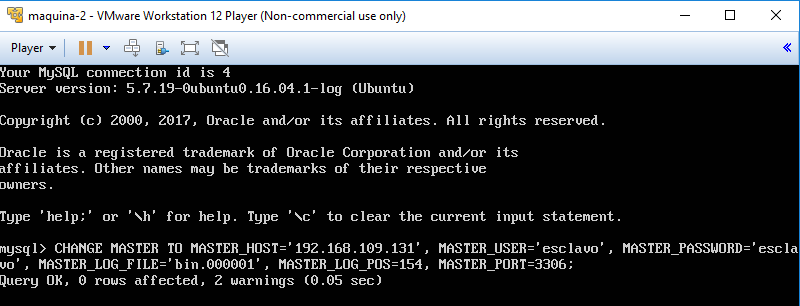 maquina-2 - VMware Workstation 12 Player (Non-commercial use only)
Player
Your MySQL connection id is 4
Server version: 5.7.19-0ubuntu0.16.04.1-log (Ubuntu)
Copyright (c) 2000, 2017, Oracle and/or its affiliates. All rights reserved.
Oracle is a registered trademark of Oracle Corporation and/or its
affiliates. Other names may be trademarks of their respective
owners.
Type 'help;' or '\h' for help. Type '\c' to clear the current input statement.
mysql> CHANGE MASTER TO MASTER_HOST='192.168.109.131', MASTER_USER='esclavo', MASTER_PASSWORD='escla
vo', MASTER_LOG_FILE='bin.000001', MASTER_LOG_POS=154, MASTER_PORT=3306;
Query OK, 0 rows affected, 2 warnings (0.05 sec)